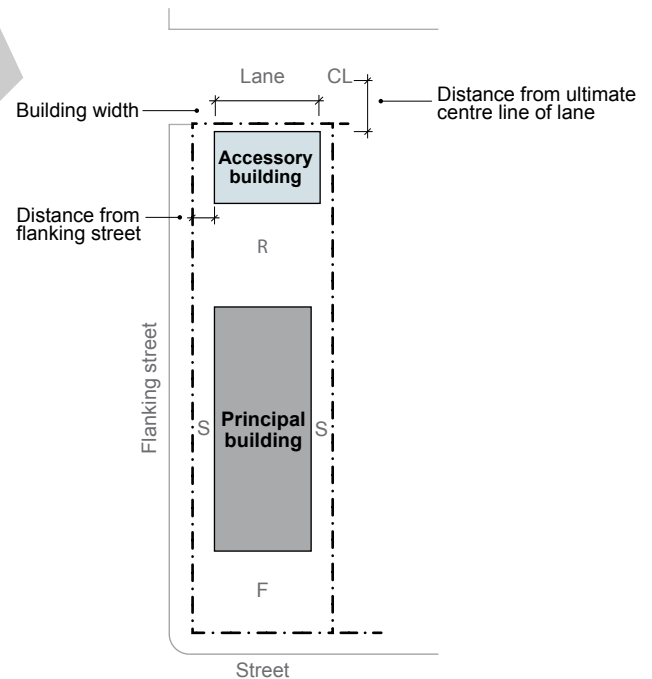 Lane
CL
Distance from ultimate
centre line of lane
Building width
Accessory
building
Distance from
flanking street
R
Flanking street
S
Principal
building
S
F
Street